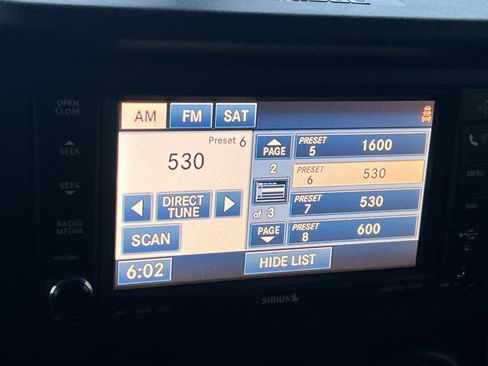 OPEN
CLOSE
SEEK
SEEK
RADIO
MEDIA
VOLUME
AM FM SAT
Preset 6
530
DIRECT
TUNE
SCAN
6:02
PAGE
2
of 3
PAGE
PRESET
5 1600
PRESET
6 530
PRESET
7 530
PRESET
8 600
HIDE LIST
SIRIUS
MENU
NAV